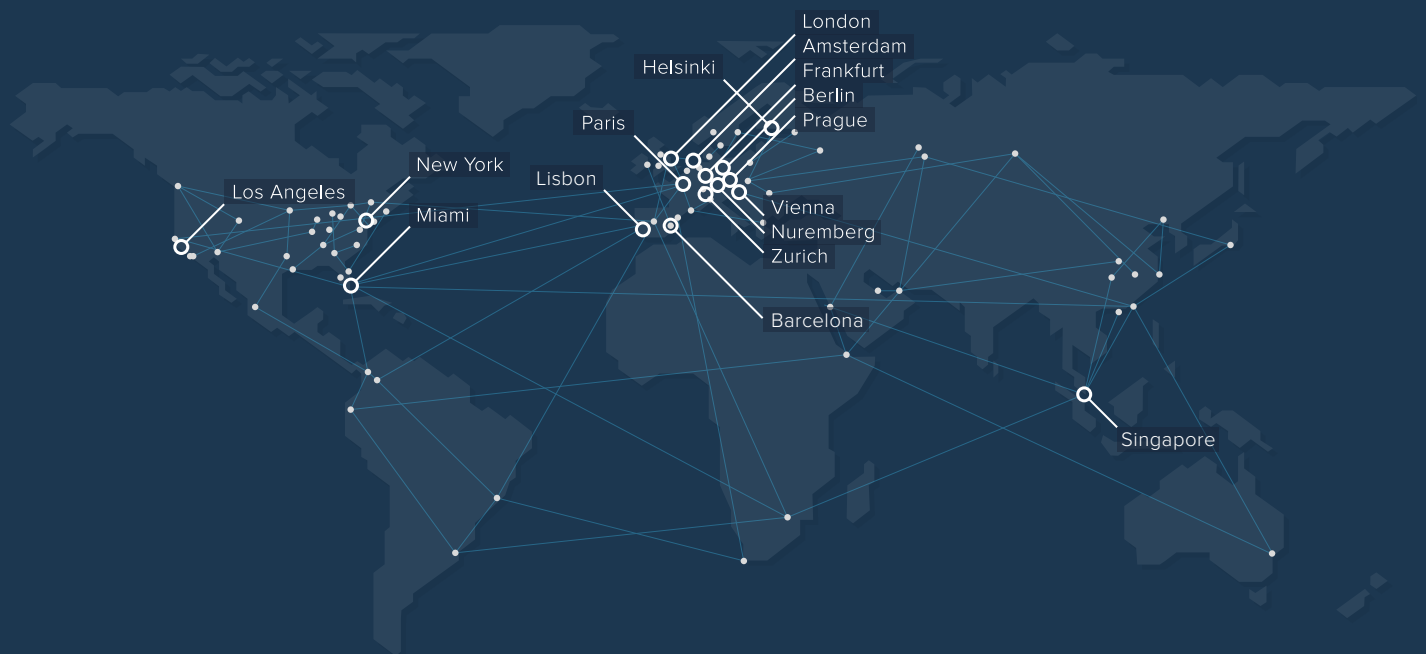 London
Amsterdam
Helsinki
Frankfurt
Berlin
Paris
Prague
New York
Lisbon
Los Angeles
Miami
Vienna
Nuremberg
Zurich
Barcelona
Singapore